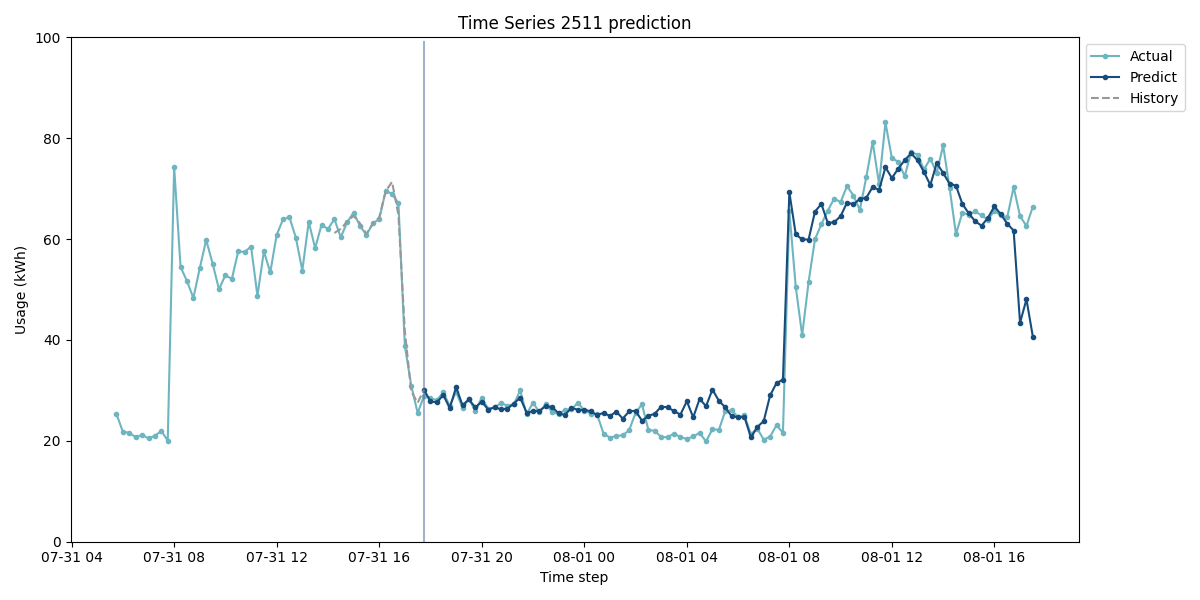 Time Series 2511 prediction
Usage (kWh)
100
80
60
40
20
0
07-31 04
07-31 08
07-31 12
07-31 16
07-31 20
08-01 00
08-01 04
08-01 08
08-01 12
08-01 16
Time step
Actual
Predict
History